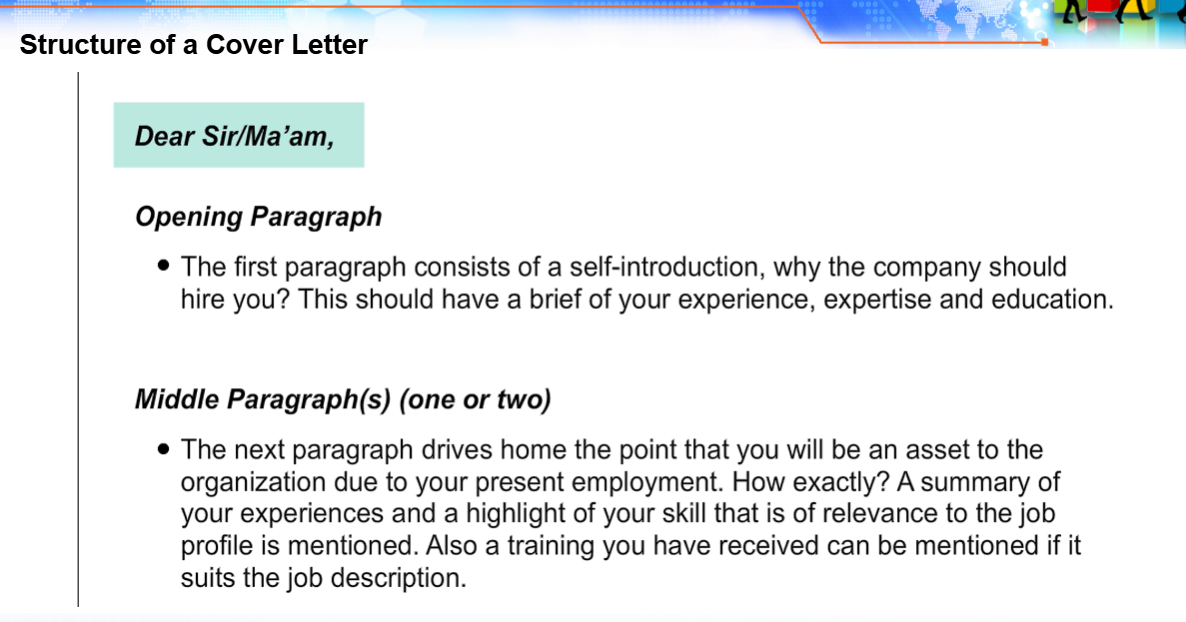 Structure of a Cover Letter
Dear Sir/Ma’am,
Opening Paragraph
• The first paragraph consists of a self-introduction, why the company should
hire you? This should have a brief of your experience, expertise and education.
Middle Paragraph(s) (one or two)
• The next paragraph drives home the point that you will be an asset to the
organization due to your present employment. How exactly? A summary of
your experiences and a highlight of your skill that is of relevance to the job
profile is mentioned. Also a training you have received can be mentioned if it
suits the job description.